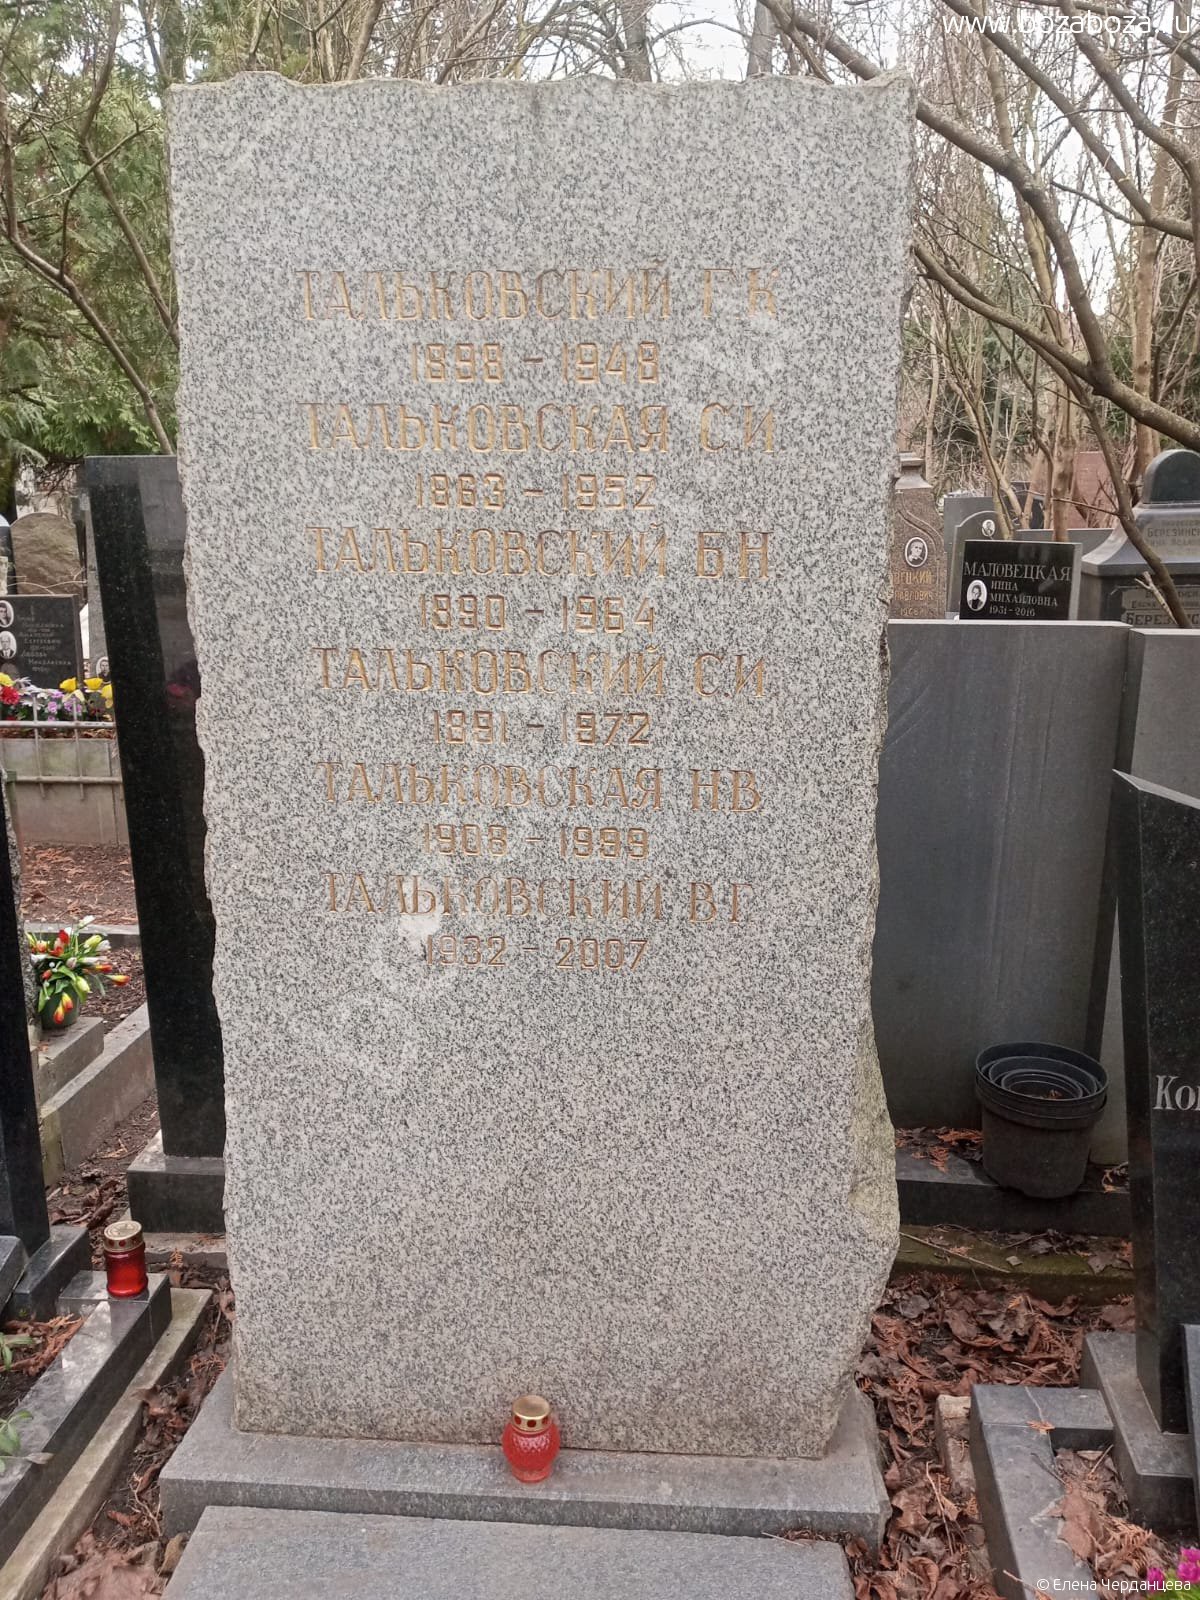 www.bozaboza.ru
ТАЛЬКОВСКИЙ Г.К.
1898 - 1948
ТАЛЬКОВСКАЯ С.И
1863 - 1952
ТАЛЬКОВСКИЙ Б.Н
1890 - 1964
ТАЛЬКОВСКИЙ С.И
1891 - 1972
ТАЛЬКОВСКАЯ Н.В
1908 - 1999
ТАЛЬКОВСКИЙ В.Г
1932 - 2007
МАЛОВЕЦКАЯ
ИННА
МИХАЙЛОВНА
1931-2016
© Елена Черданцева